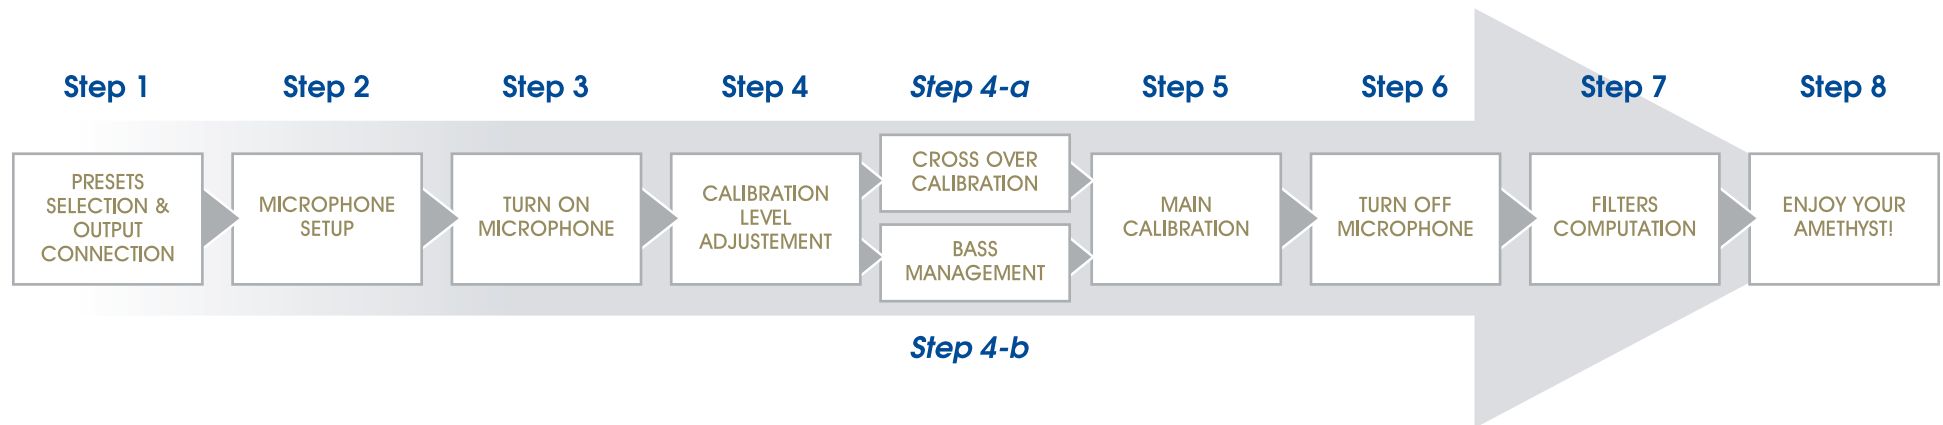 Step 1
PRESETS
SELECTION &
OUTPUT
CONNECTION
Step 2
MICROPHONE
SETUP
Step 3
TURN ON
MICROPHONE
Step 4
CALIBRATION
LEVEL
ADJUSTEMENT
Step 4-a
CROSS OVER
CALIBRATION
BASS
MANAGEMENT
Step 4-b
Step 5
MAIN
CALIBRATION
Step 6
TURN OFF
MICROPHONE
Step 7
FILTERS
COMPUTATION
Step 8
ENJOY YOUR
AMETHYST!